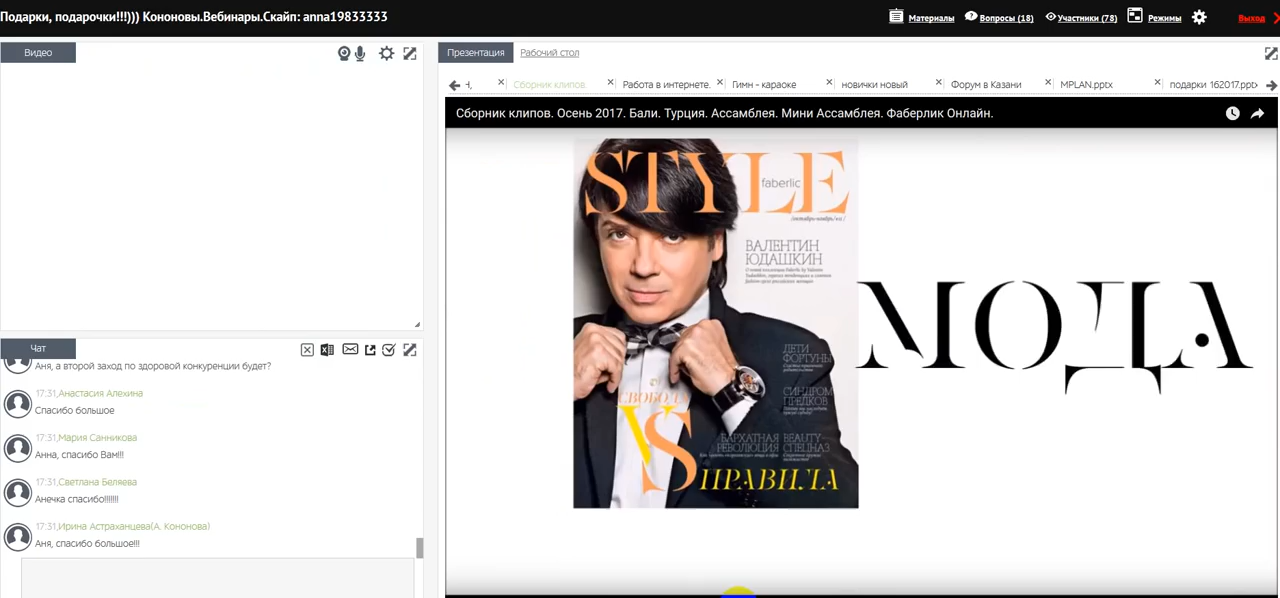 Подарки, подарочки!!!))) Кононовы.Вебинары.Скайп: anna19833333
Материалы
Вопросы (18)
Участники (78)
Режимы
Выход
Видео
Презентация
Рабочий стол
Сборник клипов.
Работа в интернете.
Гимн - караоке
новички новый
Форум в Казани
MPLAN.pptx
подарки 162017.pptx
Сборник клипов. Осень 2017. Бали. Турция. Ассамблея. Мини Ассамблея. Фаберлик Онлайн.
STYLE
faberlic
ВАЛЕНТИН
ЮДАШКИН
ДЕТИ
ФОРТУНЫ
СИНДРОМ
ПРЕДКОВ
СВОБОДА
VS
ПРАВИЛА
БАРХАТНАЯ
РЕВОЛЮЦИЯ
BEAUTY
СПЕЦНАЗ
МОДА
Чат
Аня, а второй заход по здоровой конкуренции будет?
17:31,Анастасия Алехина
Спасибо большое
17:31,Мария Санникова
Анна, спасибо Вам!!!
17:31,Светлана Беляева
Анечка спасибо!!!!!!!
17:31,Ирина Астраханцева(А. Кононова)
Аня, спасибо большое!!!